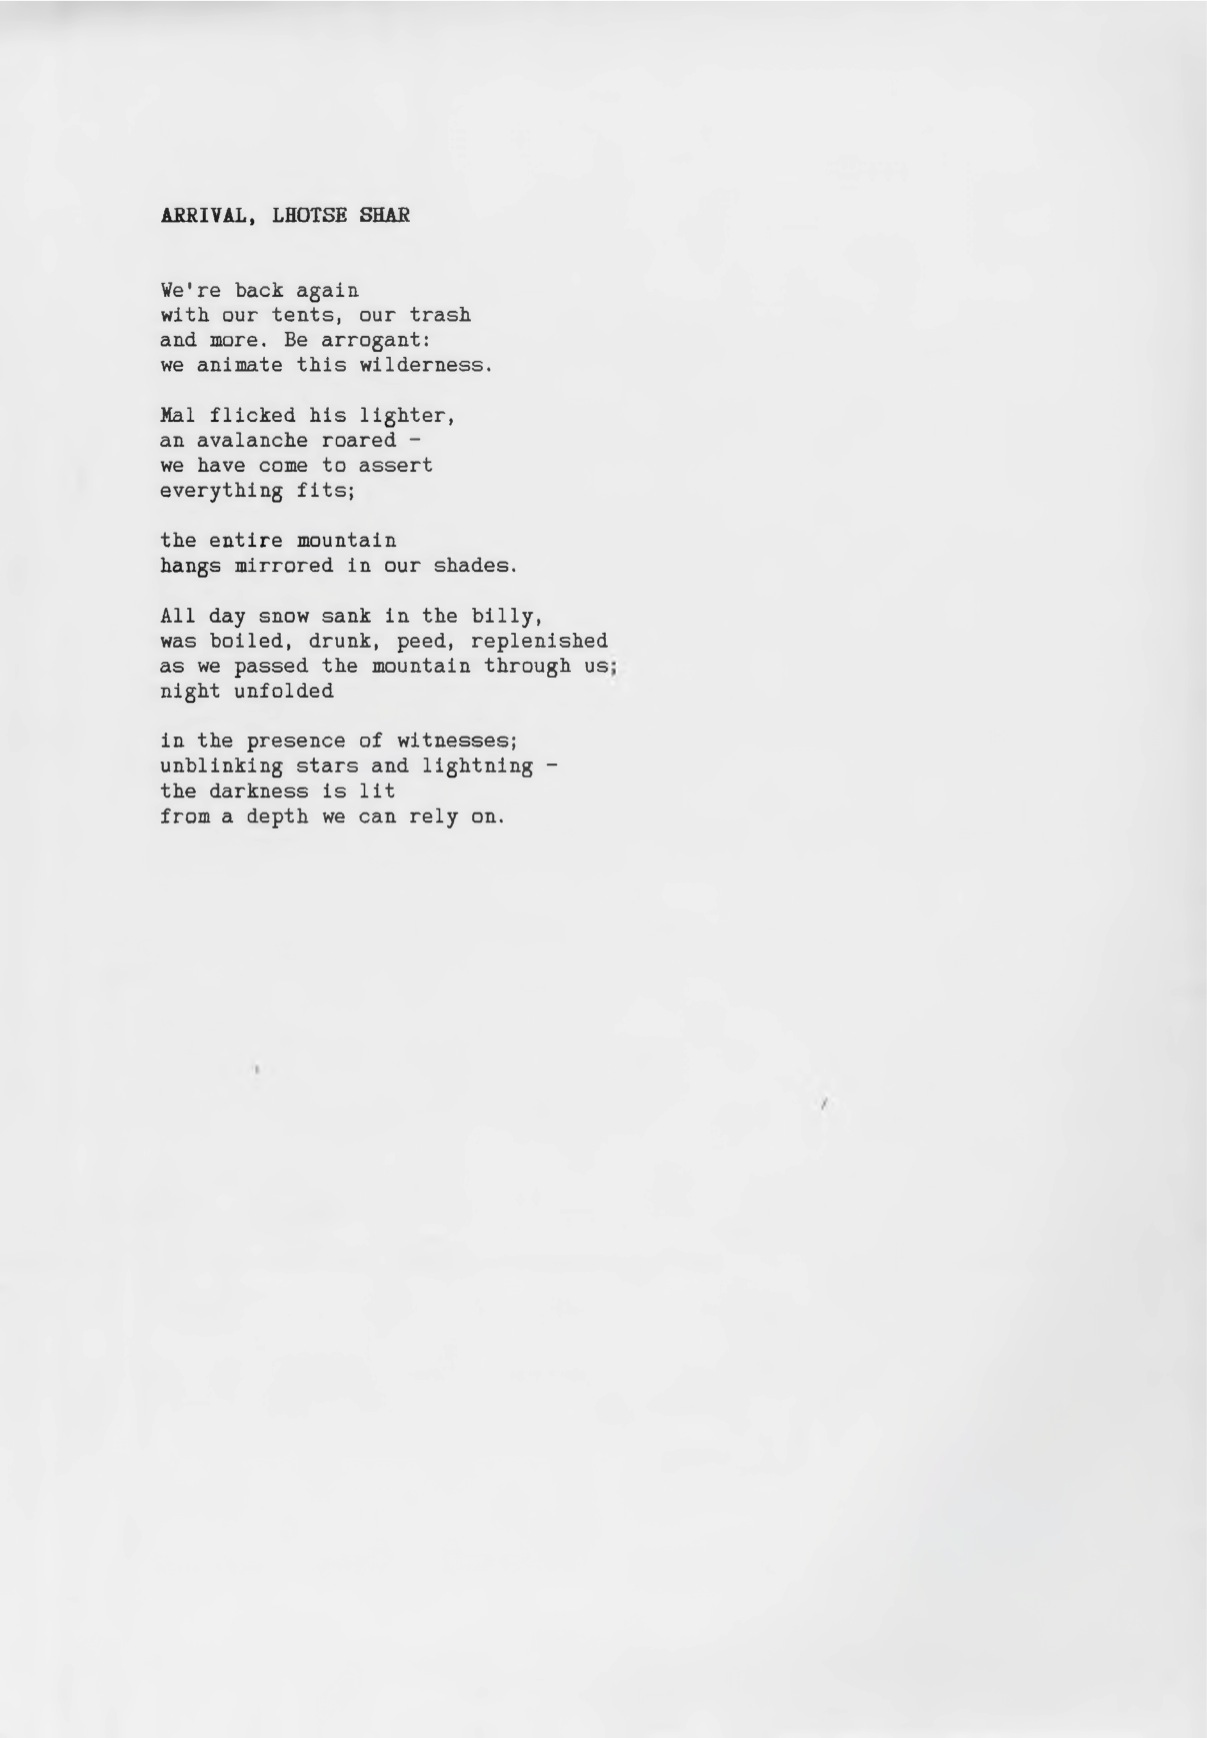 ARRIVAL, LHOTSE SHAR
We're back again
with our tents, our trash
and more. Be arrogant:
we animate this wilderness.
Mal flicked his lighter,
an avalanche roared -
we have come to assert
everything fits;
the entire mountain
hangs mirrored in our shades.
All day snow sank in the billy,
was boiled, drunk, peed, replenished
as we passed the mountain through us;
night unfolded
in the presence of witnesses;
unblinking stars and lightning -
the darkness is lit
from a depth we can rely on.